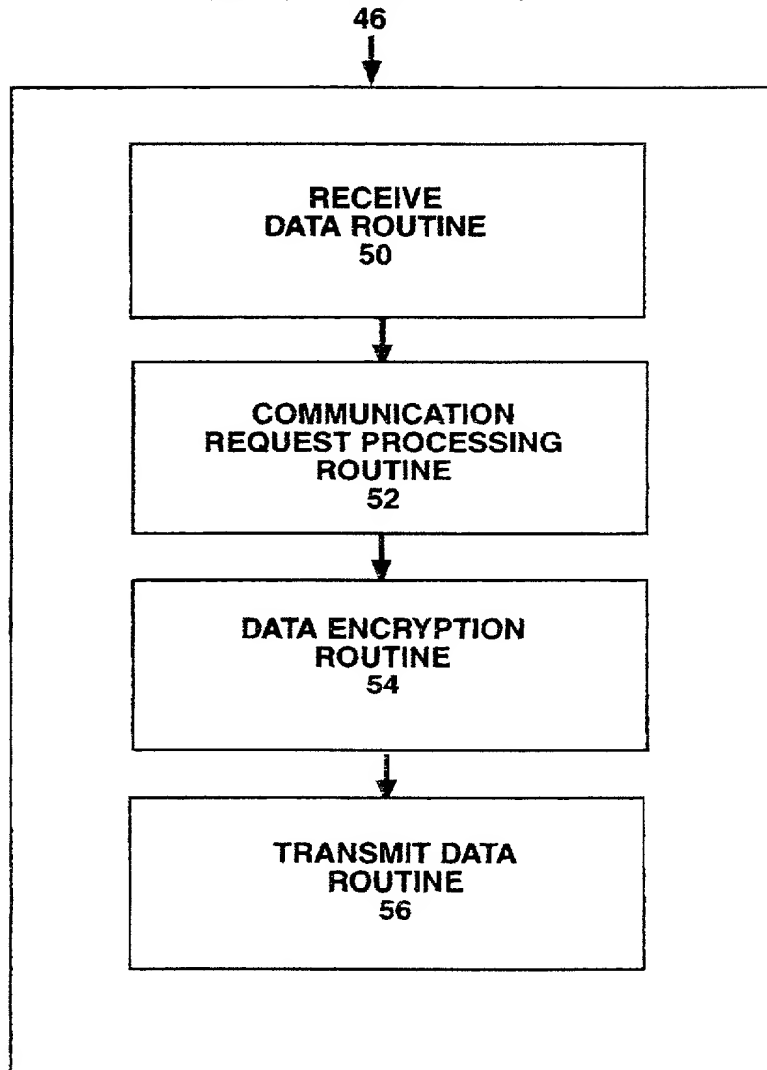 46
RECEIVE
DATA ROUTINE
50
COMMUNICATION
REQUEST PROCESSING
ROUTINE
52
DATA ENCRYPTION
ROUTINE
54
TRANSMIT DATA
ROUTINE
56